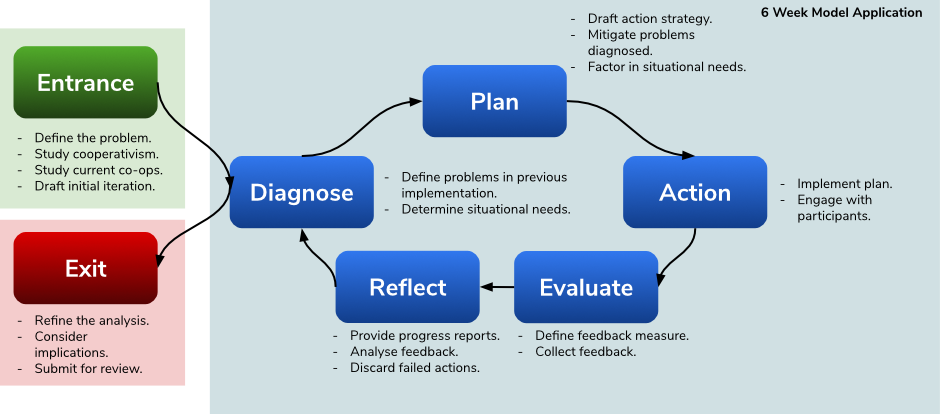 6 Week Model Application
Entrance
- Define the problem.
- Study cooperativism.
- Study current co-ops.
- Draft initial iteration.
Exit
- Refine the analysis.
- Consider
implications.
- Submit for review.
Diagnose
- Define problems in previous
implementation.
- Determine situational needs.
Plan
- Draft action strategy.
- Mitigate problems
diagnosed.
- Factor in situational needs.
Action
- Implement plan.
- Engage with
participants.
Evaluate
- Define feedback measure.
- Collect feedback.
Reflect
- Provide progress reports.
- Analyse feedback.
- Discard failed actions.